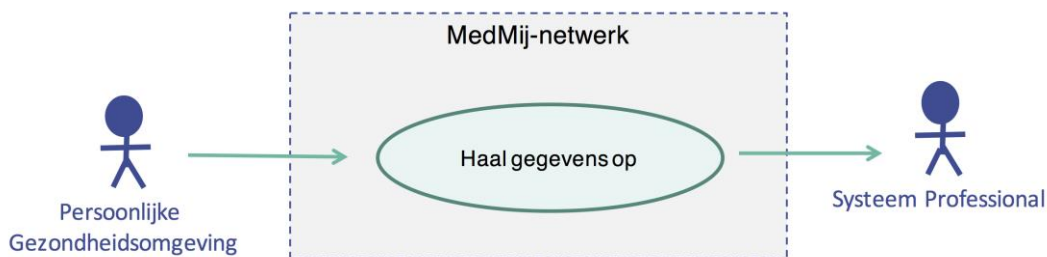 MedMij-netwerk
Haal gegevens op
Persoonlijke
Gezondheidsomgeving
Systeem Professional